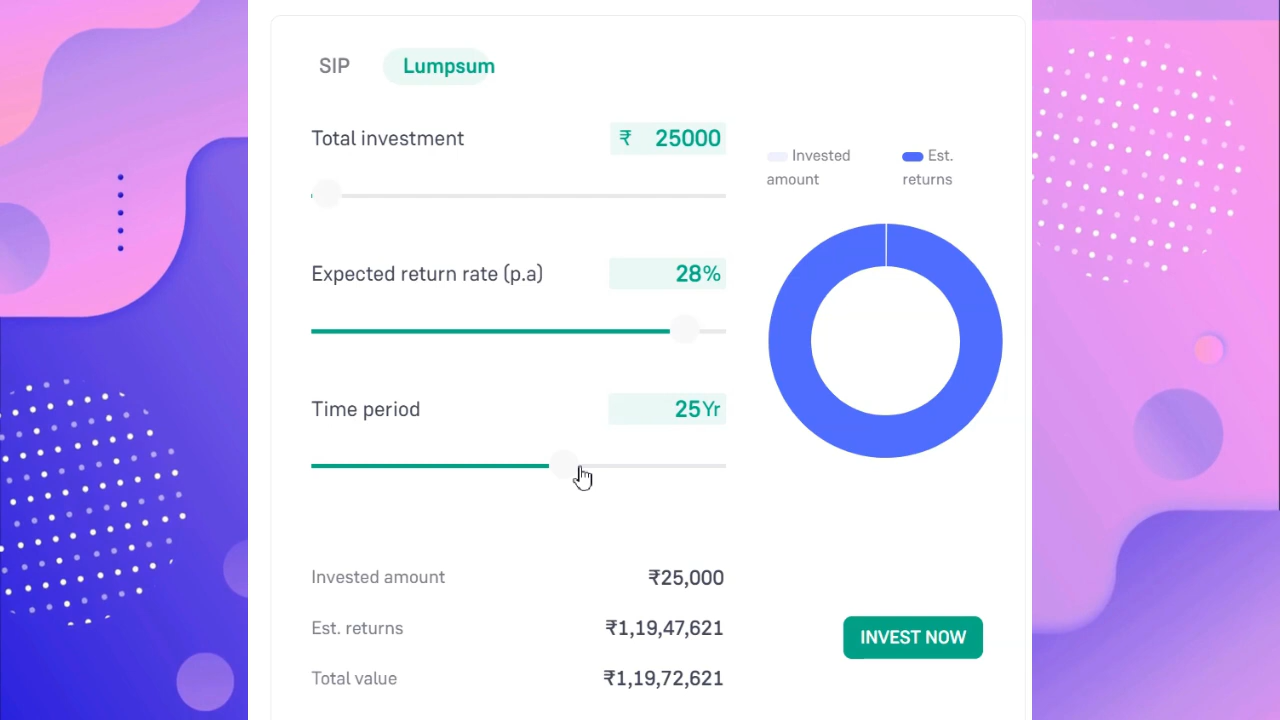 SIP Lumpsum
Total investment ₹ 25000
Expected return rate (p.a) 28%
Time period 25Yr
Invested amount ₹25,000
Est. returns ₹1,19,47,621
Total value ₹1,19,72,621
Invested
amount
Est.
returns
INVEST NOW